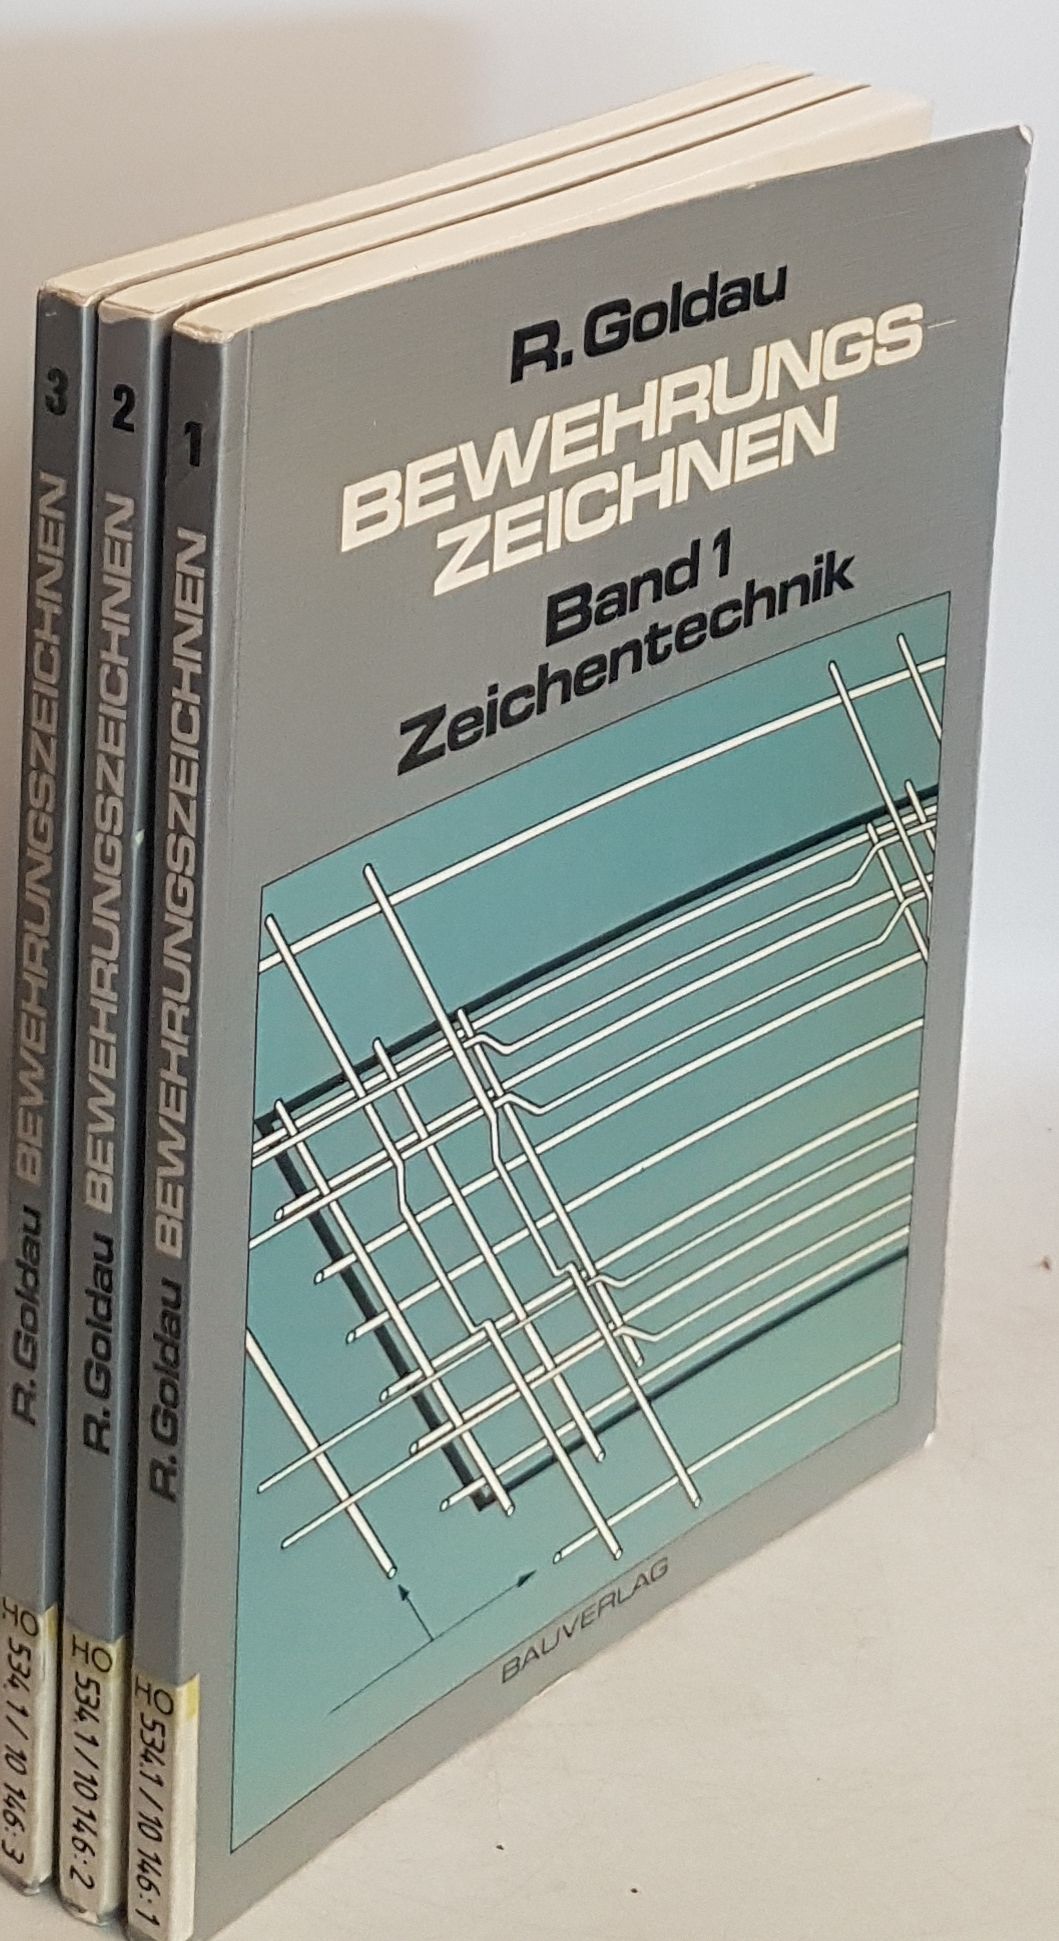 3
R. Goldau BEWEHRUNGSZEICHNEN
HO 534.1/10 146:3
2
R. Goldau BEWEHRUNGSZEICHNEN
HO 534.1/10 146:2
1
R. Goldau BEWEHRUNGSZEICHNEN
HO 534.1/10 146:1
R. Goldau
BEWEHRUNGS-
ZEICHNEN
Band 1
Zeichentechnik
BAUVERLAG